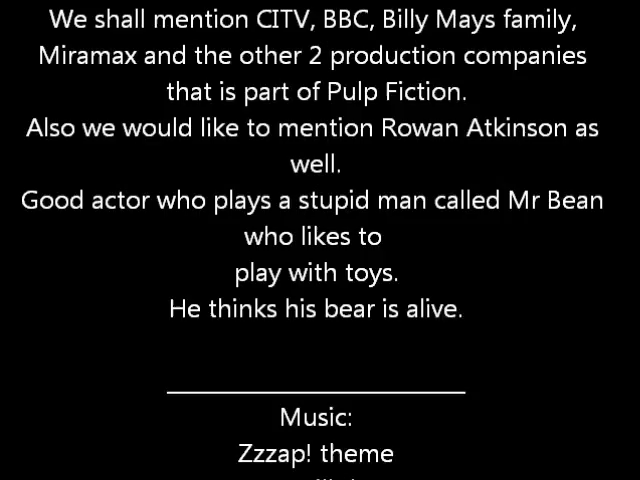 We shall mention CITV, BBC, Billy Mays family,
Miramax and the other 2 production companies
that is part of Pulp Fiction.
Also we would like to mention Rowan Atkinson as
well.
Good actor who plays a stupid man called Mr Bean
who likes to
play with toys.
He thinks his bear is alive.
Music:
Zzzap! theme